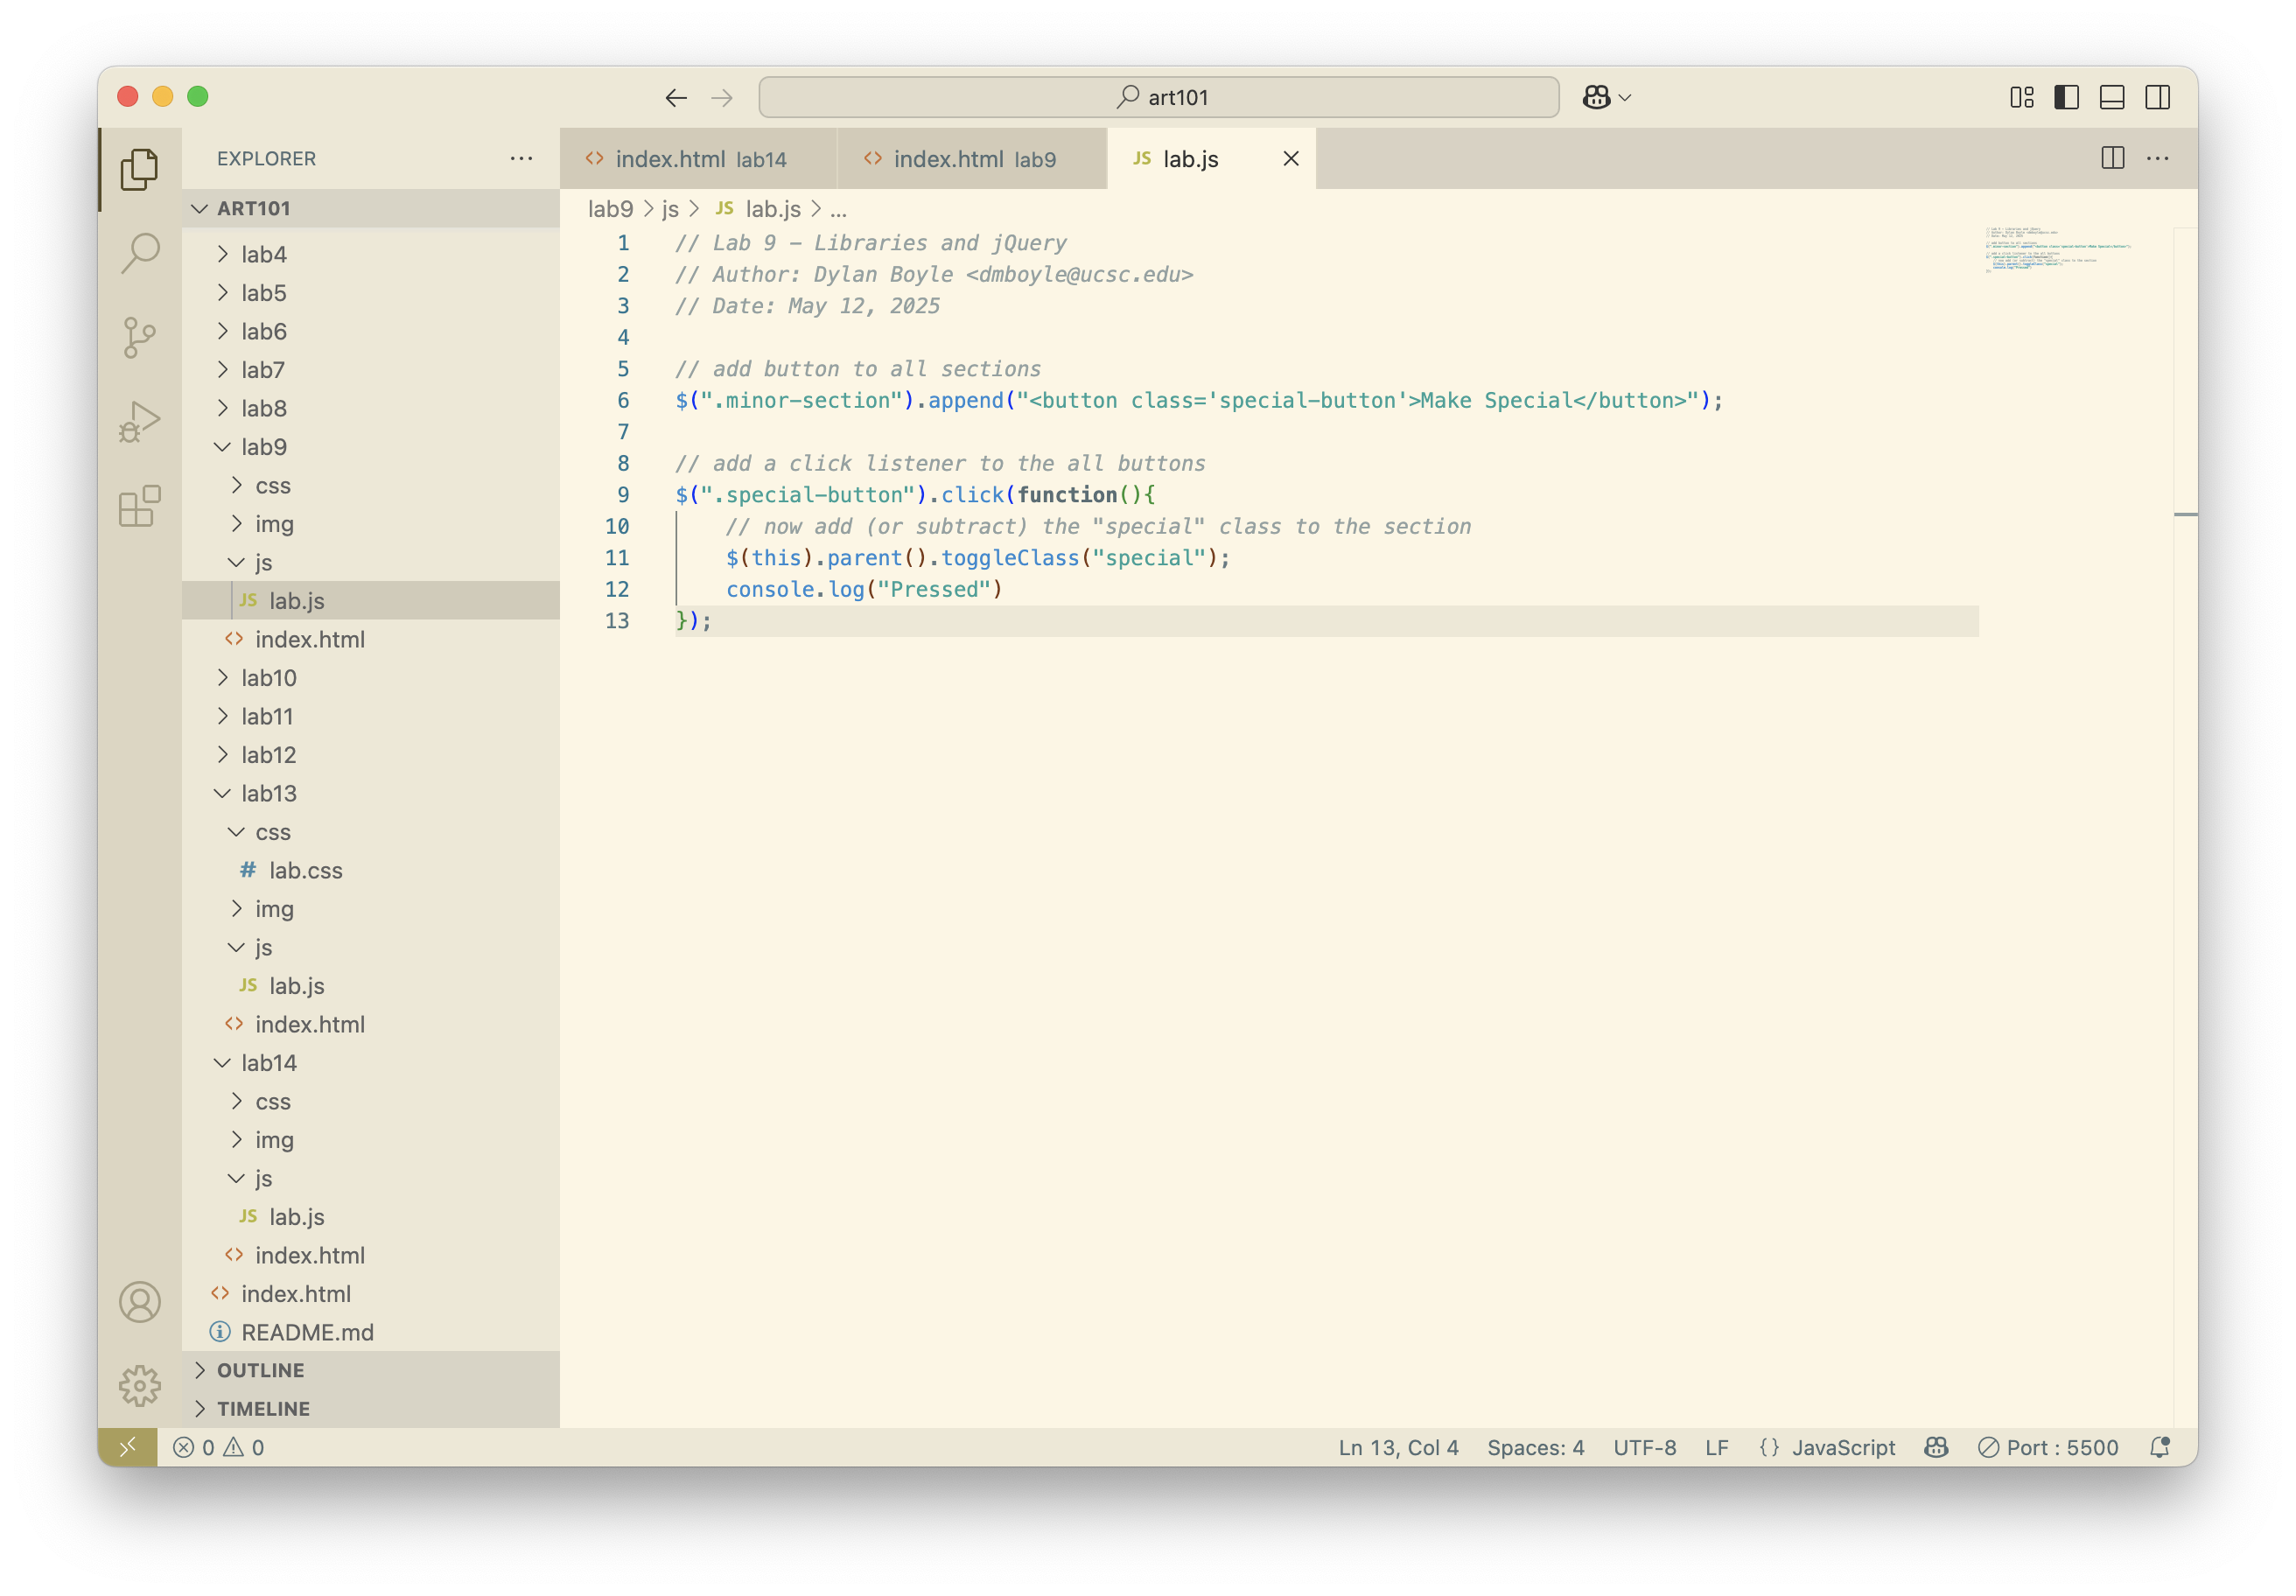 art101
EXPLORER
index.html lab14
index.html lab9
JS lab.js
ART101
lab4
lab5
lab6
lab7
lab8
lab9
css
img
js
JS lab.js
index.html
lab10
lab11
lab12
lab13
css
# lab.css
img
js
JS lab.js
index.html
lab14
css
img
js
JS lab.js
index.html
index.html
README.md
OUTLINE
TIMELINE
lab9 > js > JS lab.js > ...
1 // Lab 9 - Libraries and jQuery
2 // Author: Dylan Boyle <dmboyle@ucsc.edu>
3 // Date: May 12, 2025
4
5 // add button to all sections
6 $(".minor-section").append("<button class='special-button'>Make Special</button>");
7
8 // add a click listener to the all buttons
9 $(".special-button").click(function(){
10 // now add (or subtract) the "special" class to the section
11 $(this).parent().toggleClass("special");
12 console.log("Pressed")
13 });
0 0
Ln 13, Col 4 Spaces: 4 UTF-8 LF {} JavaScript Port : 5500